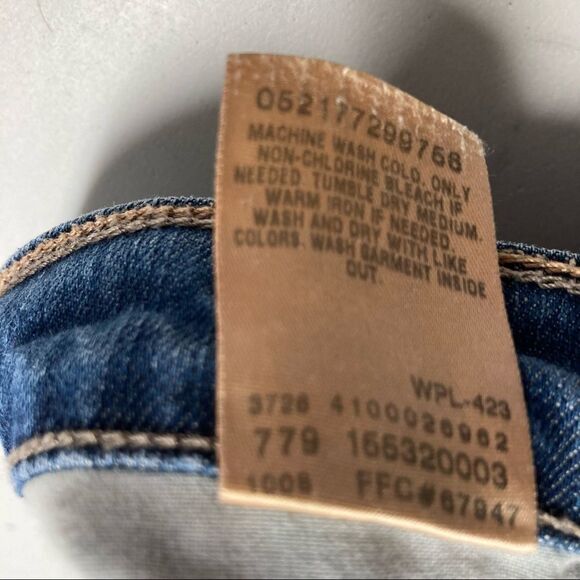 052177299766
MACHINE WASH COLD. ONLY
NON-CHLORINE BLEACH IF
NEEDED. TUMBLE DRY MEDIUM.
WARM IRON IF NEEDED.
WASH AND DRY WITH LIKE
COLORS. WASH GARMENT INSIDE
OUT.
WPL-423
3726 4100026962
779 155320003
1008 FFC#67947